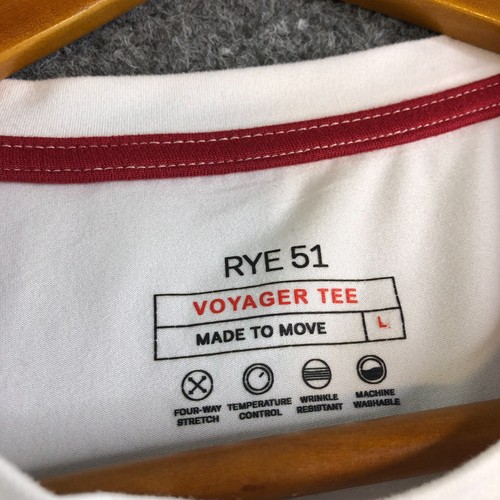 RYE 51
VOYAGER TEE
MADE TO MOVE L
FOUR-WAY STRETCH
TEMPERATURE CONTROL
WRINKLE RESISTANT
MACHINE WASHABLE